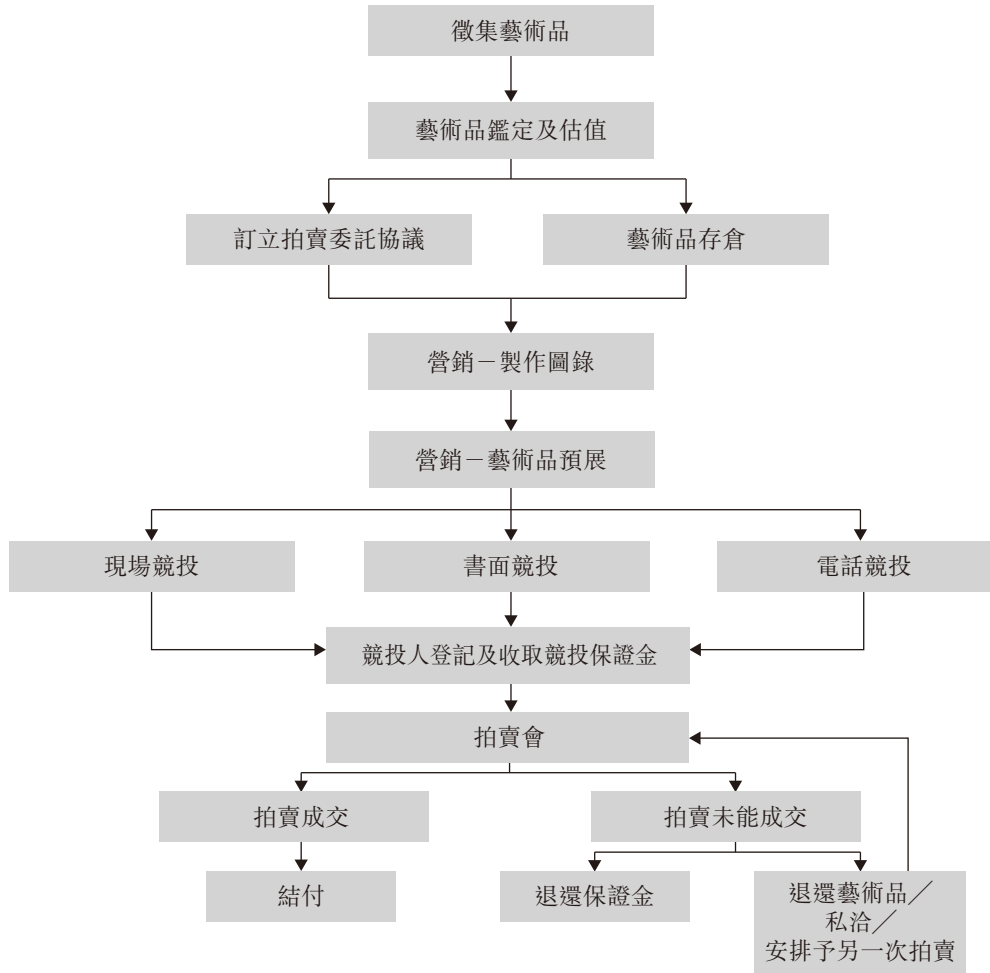 徵集藝術品
藝術品鑑定及估值
訂立拍賣委託協議
藝術品存倉
營銷－製作圖錄
營銷－藝術品預展
現場競投
書面競投
電話競投
競投人登記及收取競投保證金
拍賣會
拍賣成交
拍賣未能成交
結付
退還保證金
退還藝術品╱
私洽╱
安排予另一次拍賣